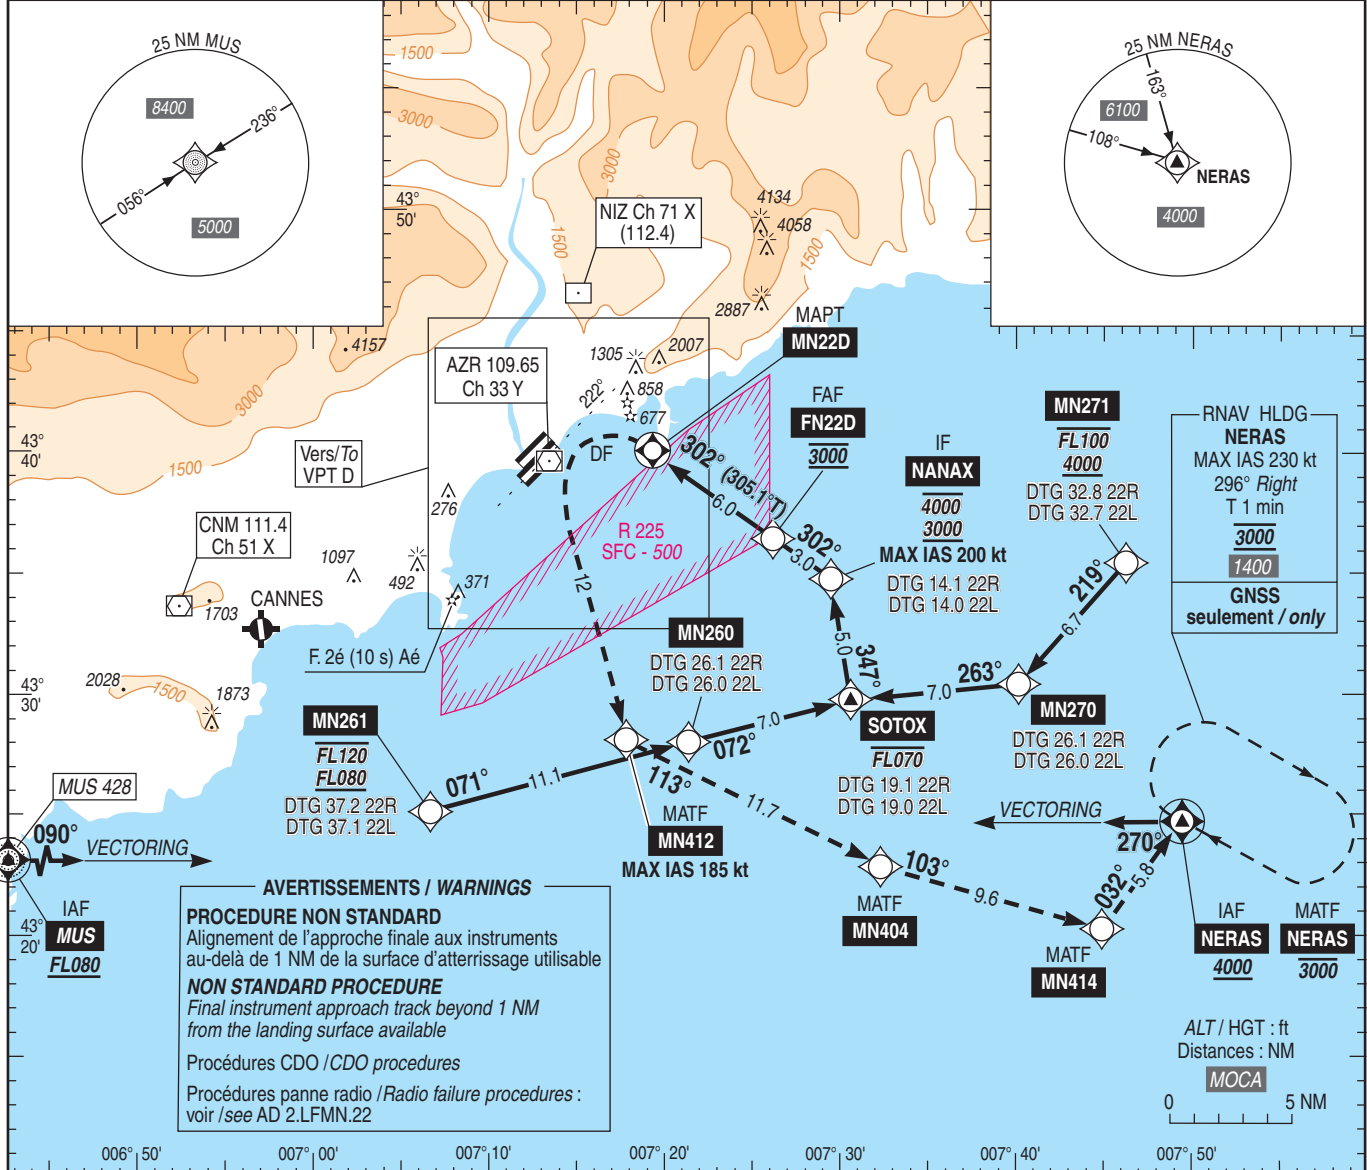 25 NM MUS
8400
236°
056°
5000
25 NM NERAS
163°
6100
108°
NERAS
4000
1500
3000
3000
1500
1500
43°
50'
NIZ Ch 71 X
(112.4)
4134
4058
2887
4157
3000
1500
AZR 109.65
Ch 33 Y
1305
2007
222°
858
677
MAPT
MN22D
FAF
FN22D
3000
IF
NANAX
4000
3000
MAX IAS 200 kt
DTG 14.1 22R
DTG 14.0 22L
MN271
FL100
4000
DTG 32.8 22R
DTG 32.7 22L
RNAV HLDG
NERAS
MAX IAS 230 kt
296° Right
T 1 min
3000
1400
GNSS
seulement / only
43°
40'
Vers/To
VPT D
DF
302° (305.1°T)
6.0
302°
3.0
R 225
SFC - 500
276
CNM 111.4
Ch 51 X
1097
492
371
1703
CANNES
12
219°
6.7
F. 2é (10 s) Aé
MN260
DTG 26.1 22R
DTG 26.0 22L
5.0
347°
263°
7.0
2028
1500
1873
43°
30'
MN261
FL120
FL080
DTG 37.2 22R
DTG 37.1 22L
7.0
072°
SOTOX
FL070
DTG 19.1 22R
DTG 19.0 22L
MN270
DTG 26.1 22R
DTG 26.0 22L
071°
11.1
113°
11.7
MUS 428
090°
VECTORING
MATF
MN412
MAX IAS 185 kt
VECTORING
270°
103°
9.6
032°
5.8
IAF
MUS
FL080
43°
20'
MATF
MN404
MATF
MN414
IAF
NERAS
4000
MATF
NERAS
3000
AVERTISSEMENTS / WARNINGS
PROCEDURE NON STANDARD
Alignement de l'approche finale aux instruments
au-delà de 1 NM de la surface d'atterrissage utilisable
NON STANDARD PROCEDURE
Final instrument approach track beyond 1 NM
from the landing surface available
Procédures CDO /CDO procedures
Procédures panne radio /Radio failure procedures :
voir /see AD 2.LFMN.22
ALT / HGT : ft
Distances : NM
MOCA
0 5 NM
006° 50' 007° 00' 007° 10' 007° 20' 007° 30' 007° 40' 007° 50'